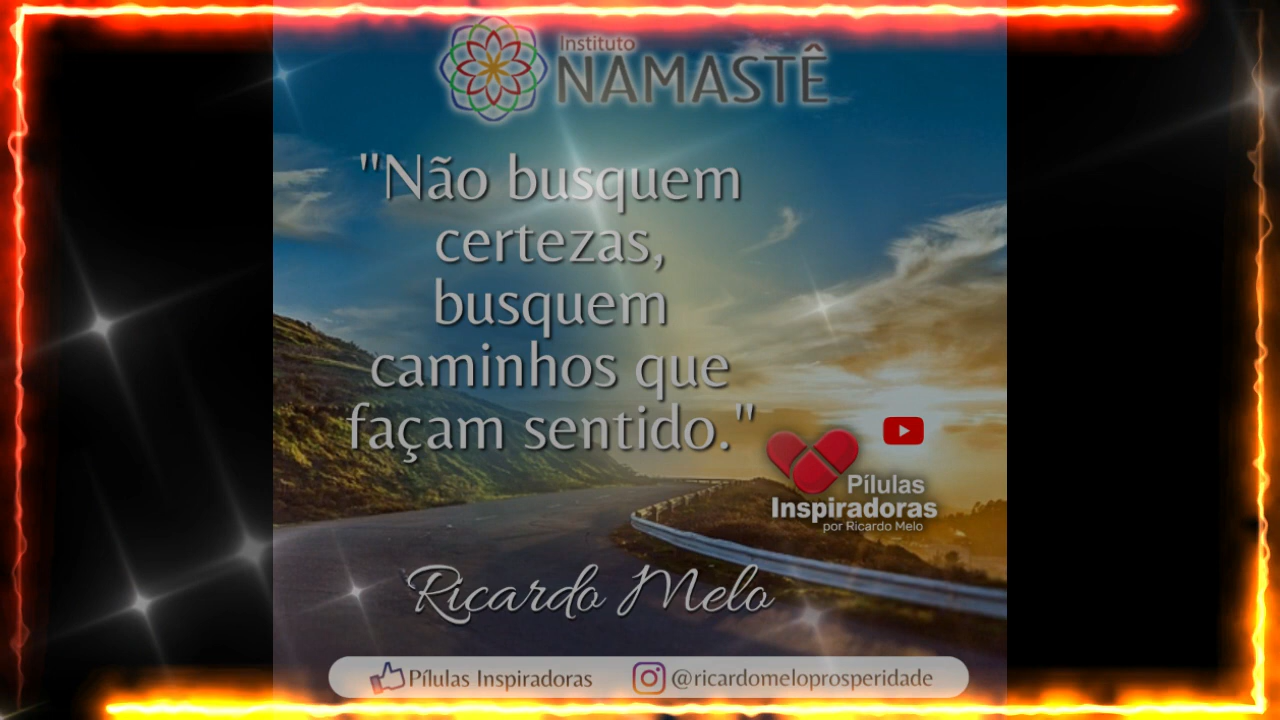 Instituto
NAMASTÊ
"Não busquem
certezas,
busquem
caminhos que
façam sentido."
Pílulas
Inspiradoras
por Ricardo Melo
Ricardo Melo
Pílulas Inspiradoras @ricardomeloprosperidade